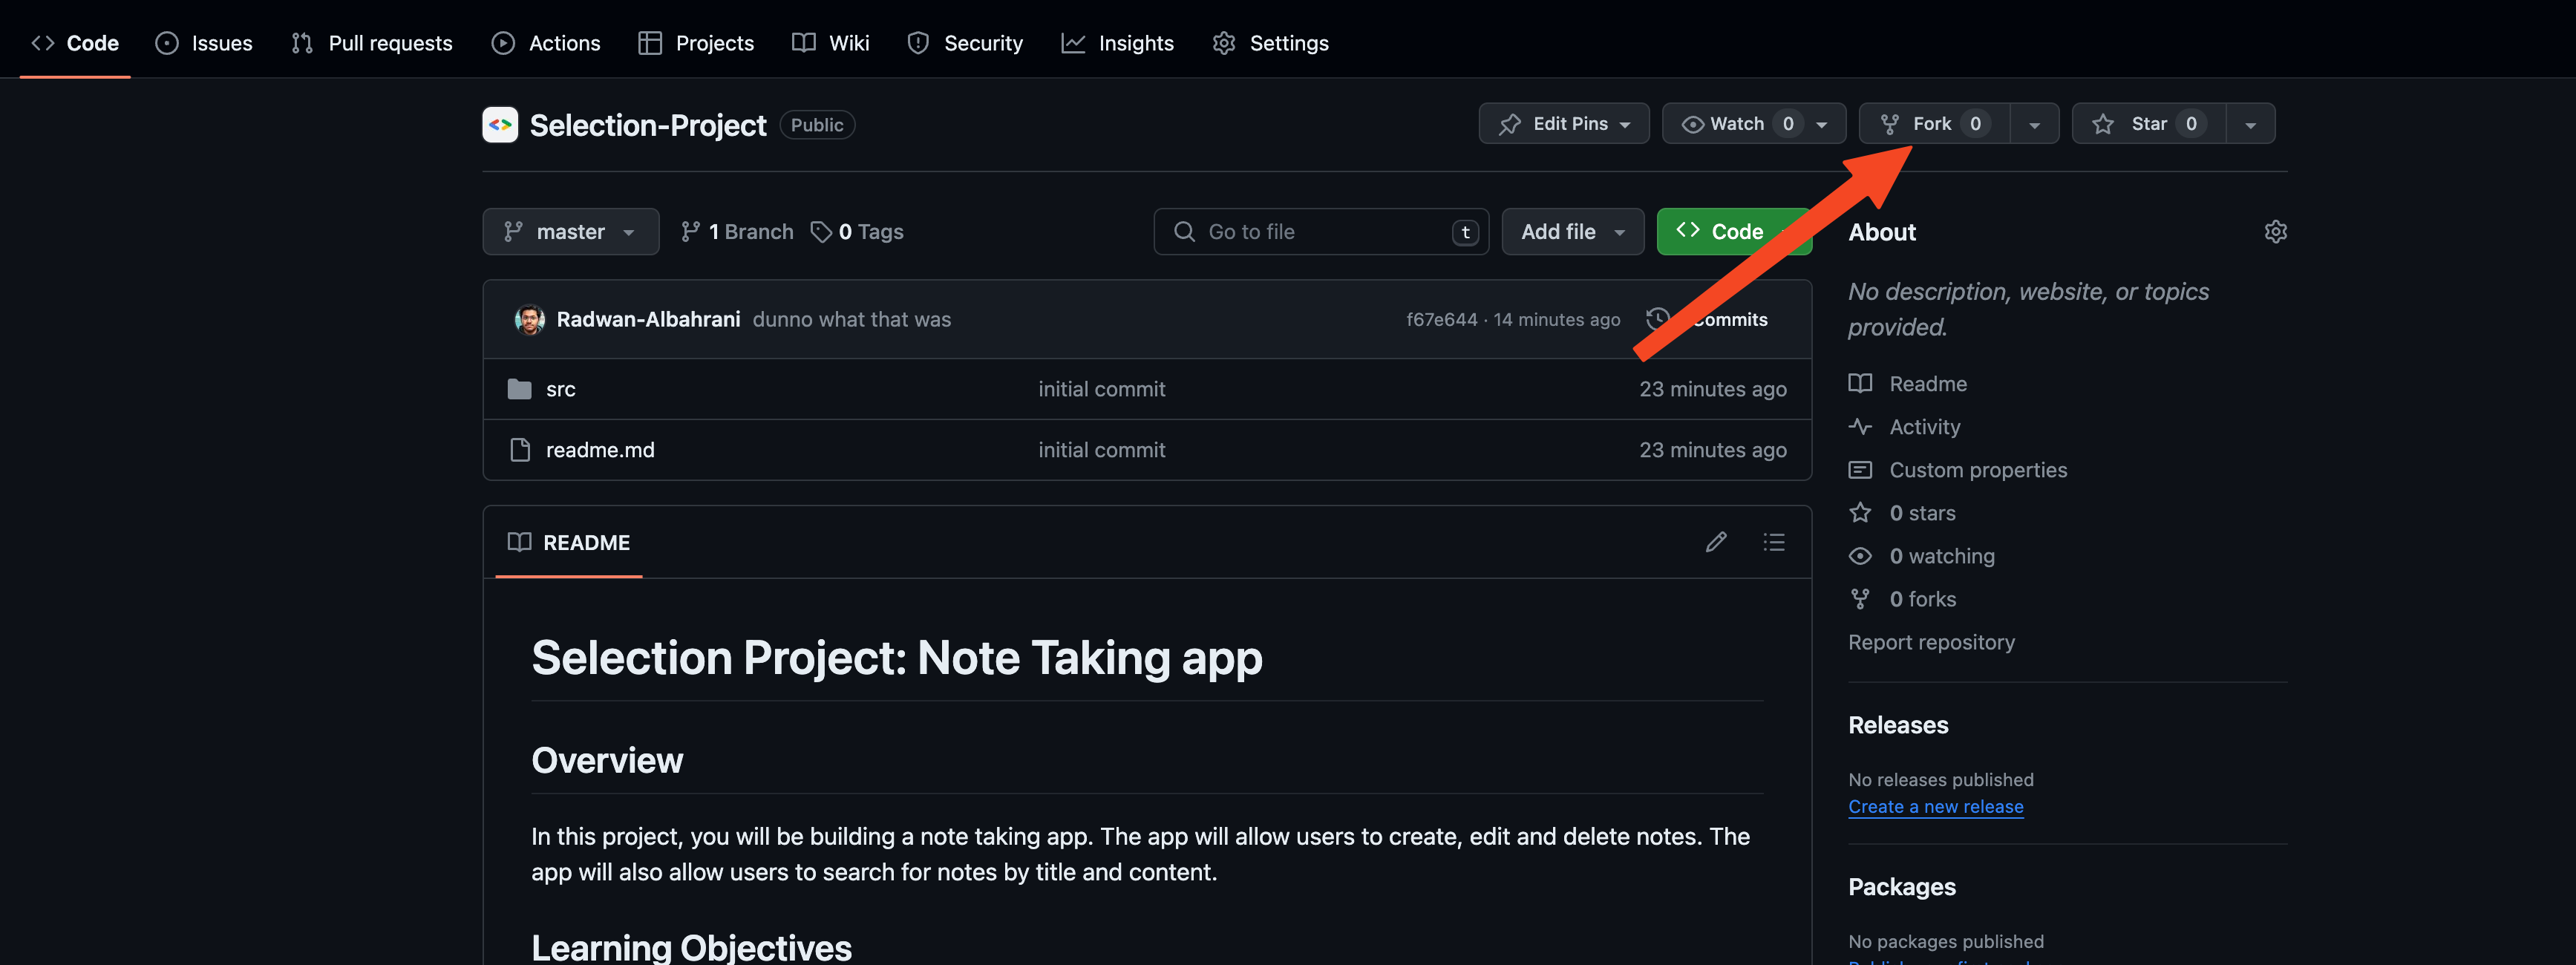 Code Issues Pull requests Actions Projects Wiki Security Insights Settings
Selection-Project Public Edit Pins Watch 0 Fork 0 Star 0
master 1 Branch 0 Tags Go to file t Add file Code
About
No description, website, or topics
provided.
Radwan-Albahrani dunno what that was f67e644 · 14 minutes ago Commits
src initial commit 23 minutes ago
readme.md initial commit 23 minutes ago
Readme
Activity
Custom properties
0 stars
0 watching
0 forks
Report repository
README
Selection Project: Note Taking app
Overview
In this project, you will be building a note taking app. The app will allow users to create, edit and delete notes. The
app will also allow users to search for notes by title and content.
Learning Objectives
Releases
No releases published
Create a new release
Packages
No packages published